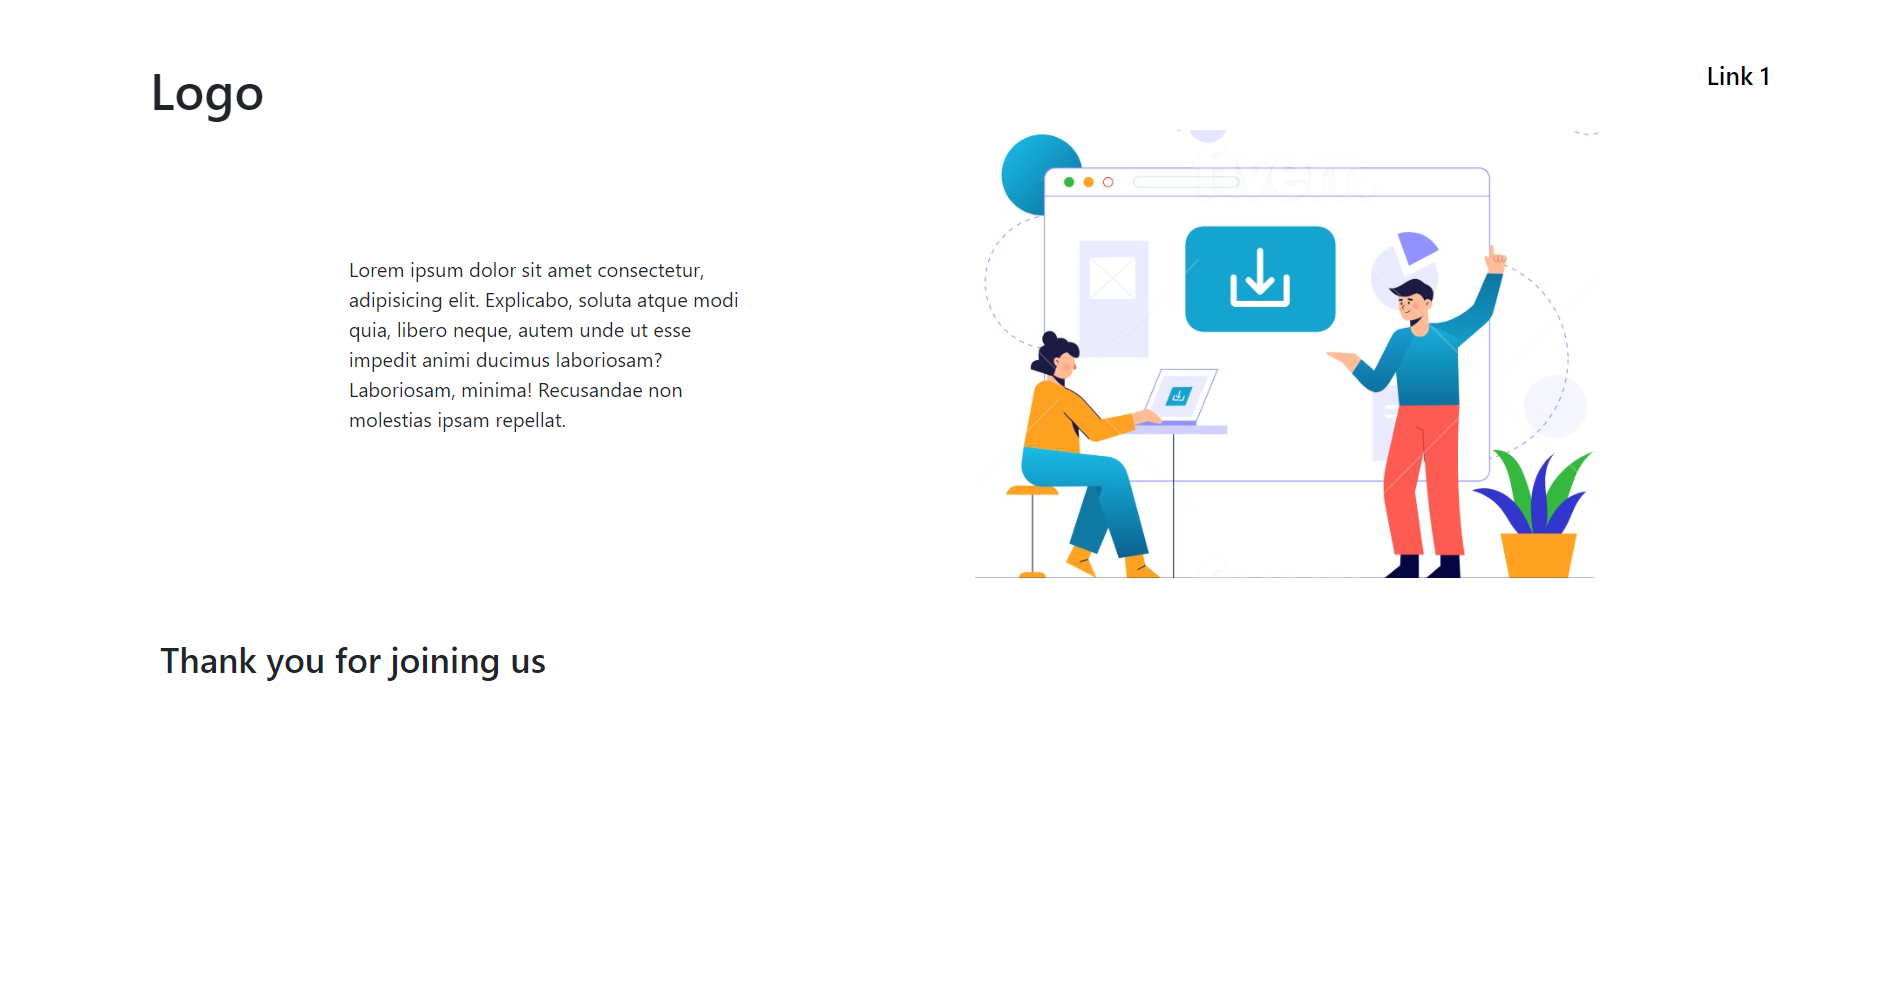 Logo
Link 1
Lorem ipsum dolor sit amet consectetur,
adipisicing elit. Explicabo, soluta atque modi
quia, libero neque, autem unde ut esse
impedit animi ducimus laboriosam?
Laboriosam, minima! Recusandae non
molestias ipsam repellat.
Thank you for joining us